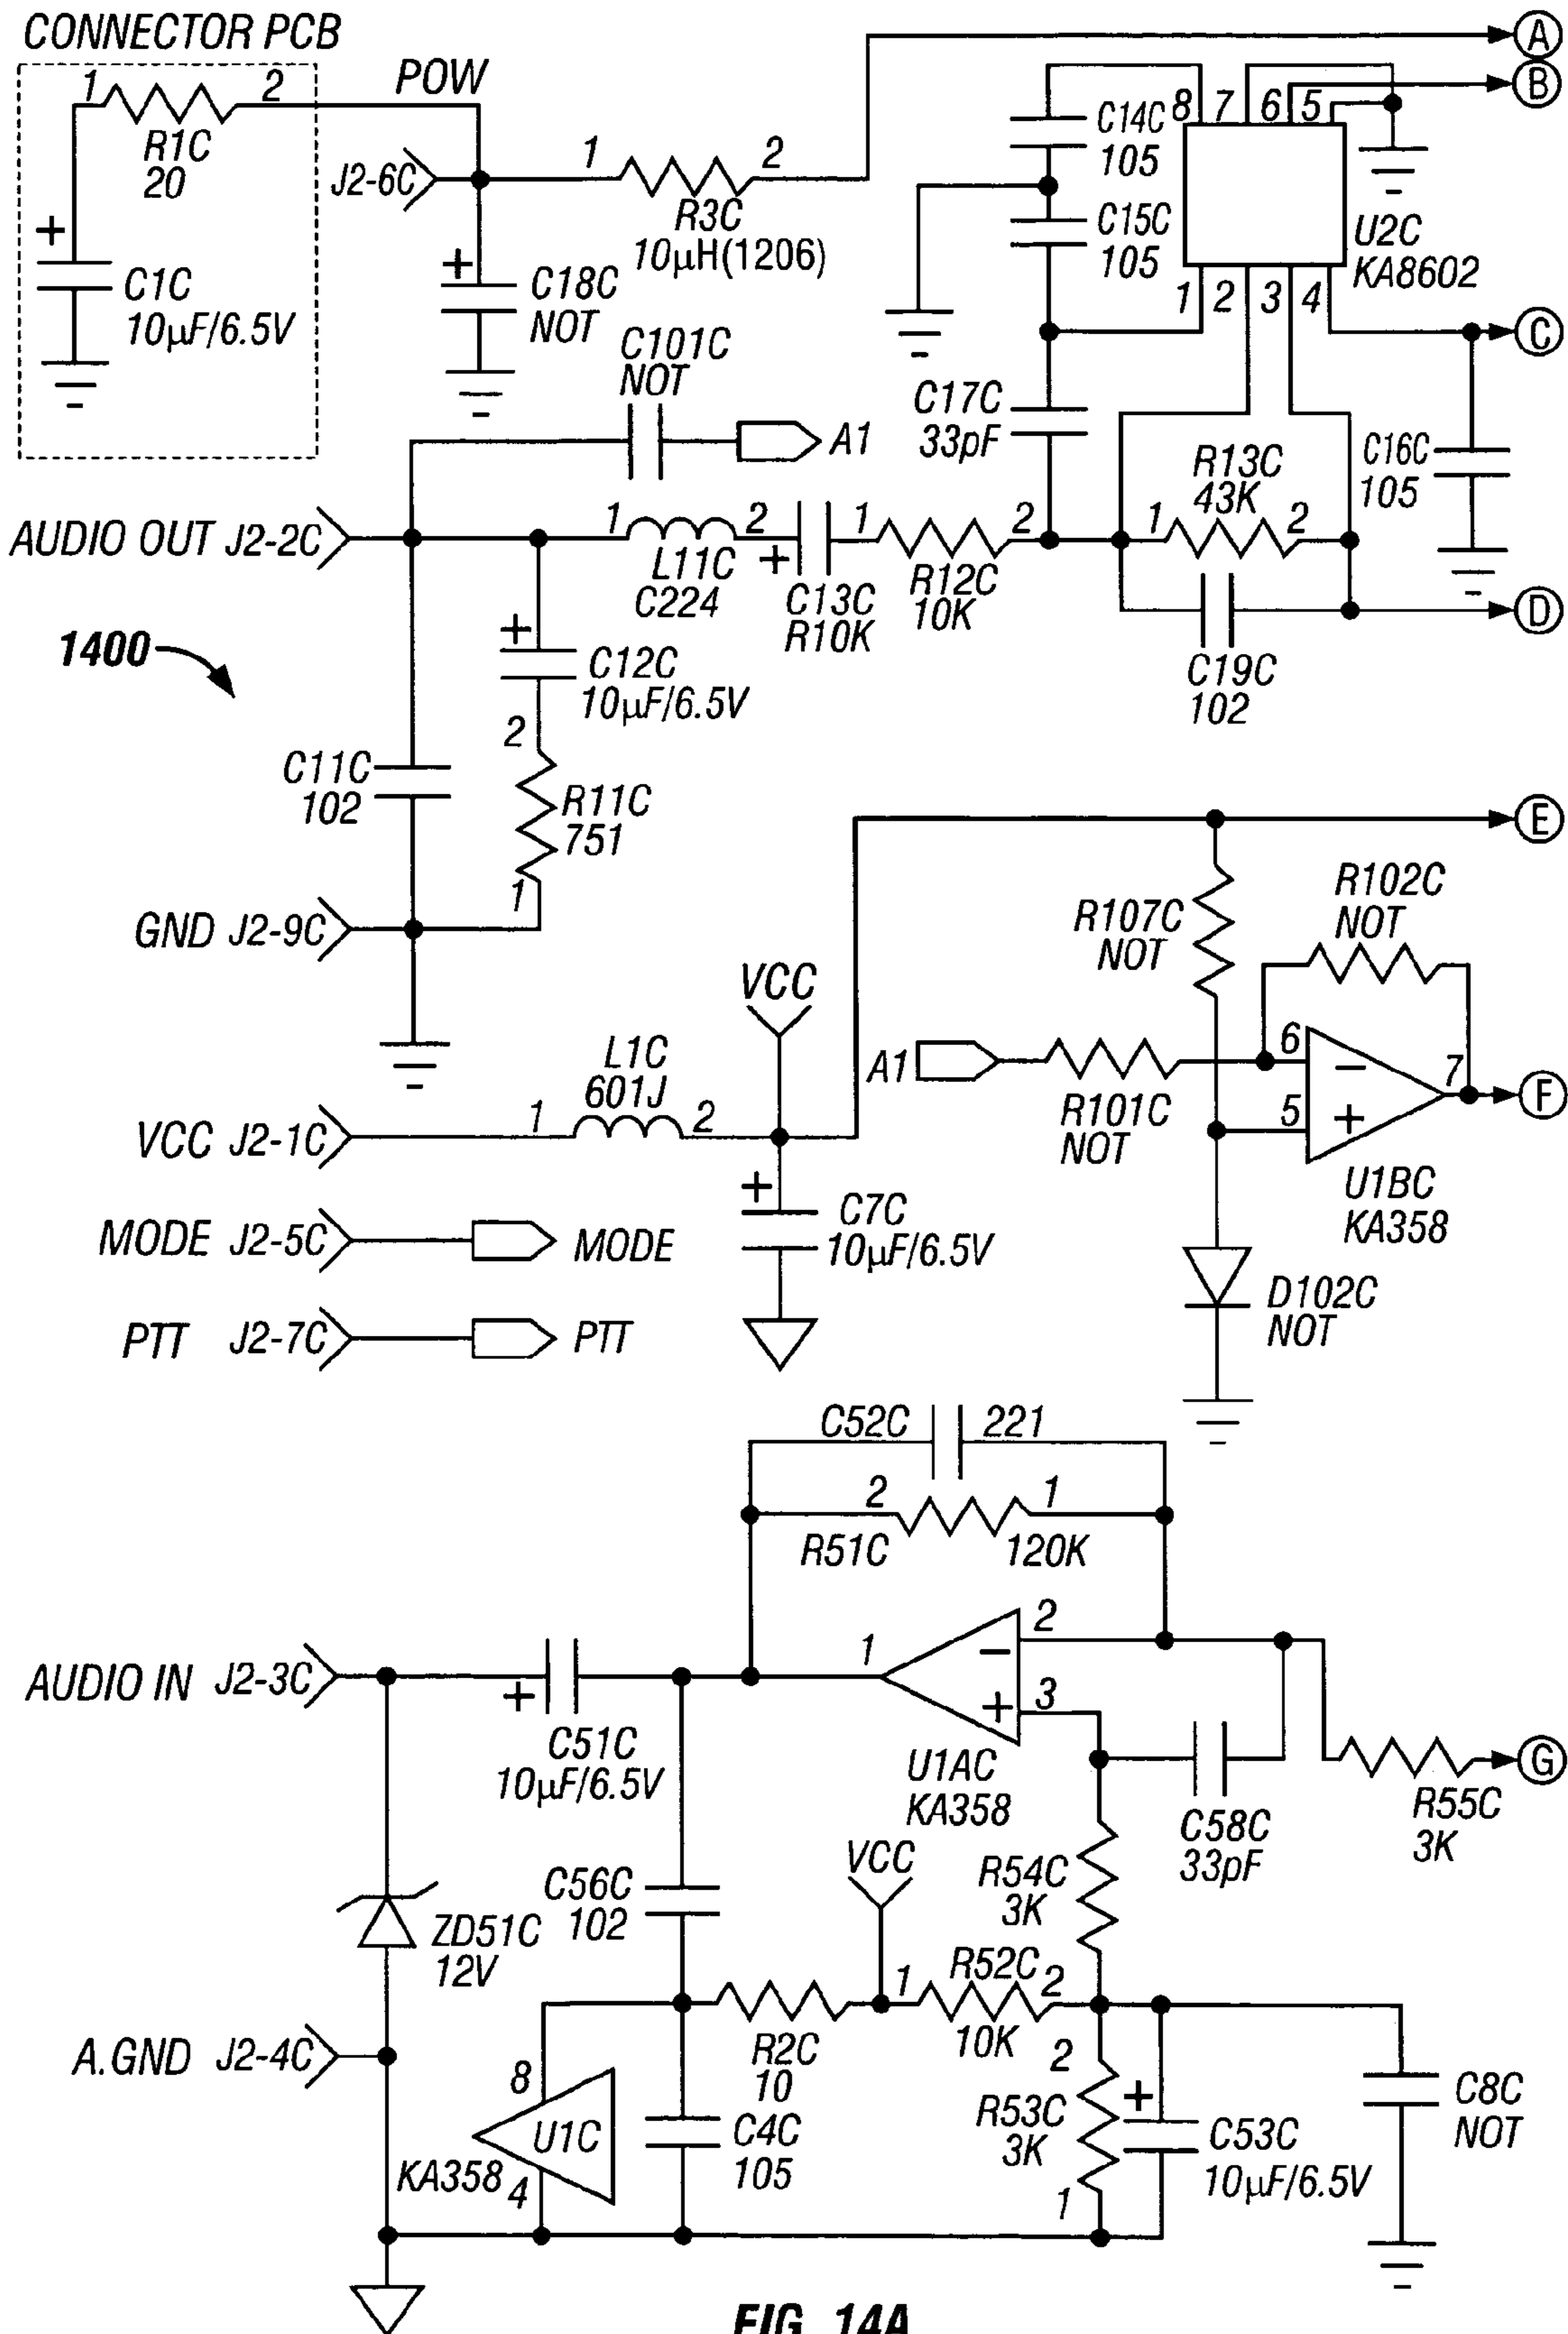 CONNECTOR PCB
1
2
R1C
20
+
C1C
10µF/6.5V
POW
J2-6C
1
2
R3C
10µH(1206)
+
C18C
NOT
A
B
C14C
105
8
7
6
5
C15C
105
U2C
KA8602
1
2
3
4
C
C101C
NOT
A1
C17C
33pF
R13C
43K
1
2
C16C
105
AUDIO OUT J2-2C
1
2
L11C
C224
+
C13C
R10K
1
2
R12C
10K
D
C19C
102
1400
+
C12C
10µF/6.5V
2
C11C
102
R11C
751
1
GND J2-9C
E
R107C
NOT
R102C
NOT
VCC
A1
R101C
NOT
6
−
7
5
+
F
U1BC
KA358
L1C
601J
VCC J2-1C
1
2
+
C7C
10µF/6.5V
MODE J2-5C
MODE
PTT J2-7C
PTT
D102C
NOT
C52C
221
2
1
R51C
120K
AUDIO IN J2-3C
+
C51C
10µF/6.5V
1
−
2
+
3
U1AC
KA358
C58C
33pF
G
R55C
3K
VCC
R54C
3K
C56C
102
ZD51C
12V
1
R52C
2
10K
R2C
10
A.GND J2-4C
8
U1C
KA358
4
C4C
105
2
R53C
3K
1
+
C53C
10µF/6.5V
C8C
NOT
FIG. 14A